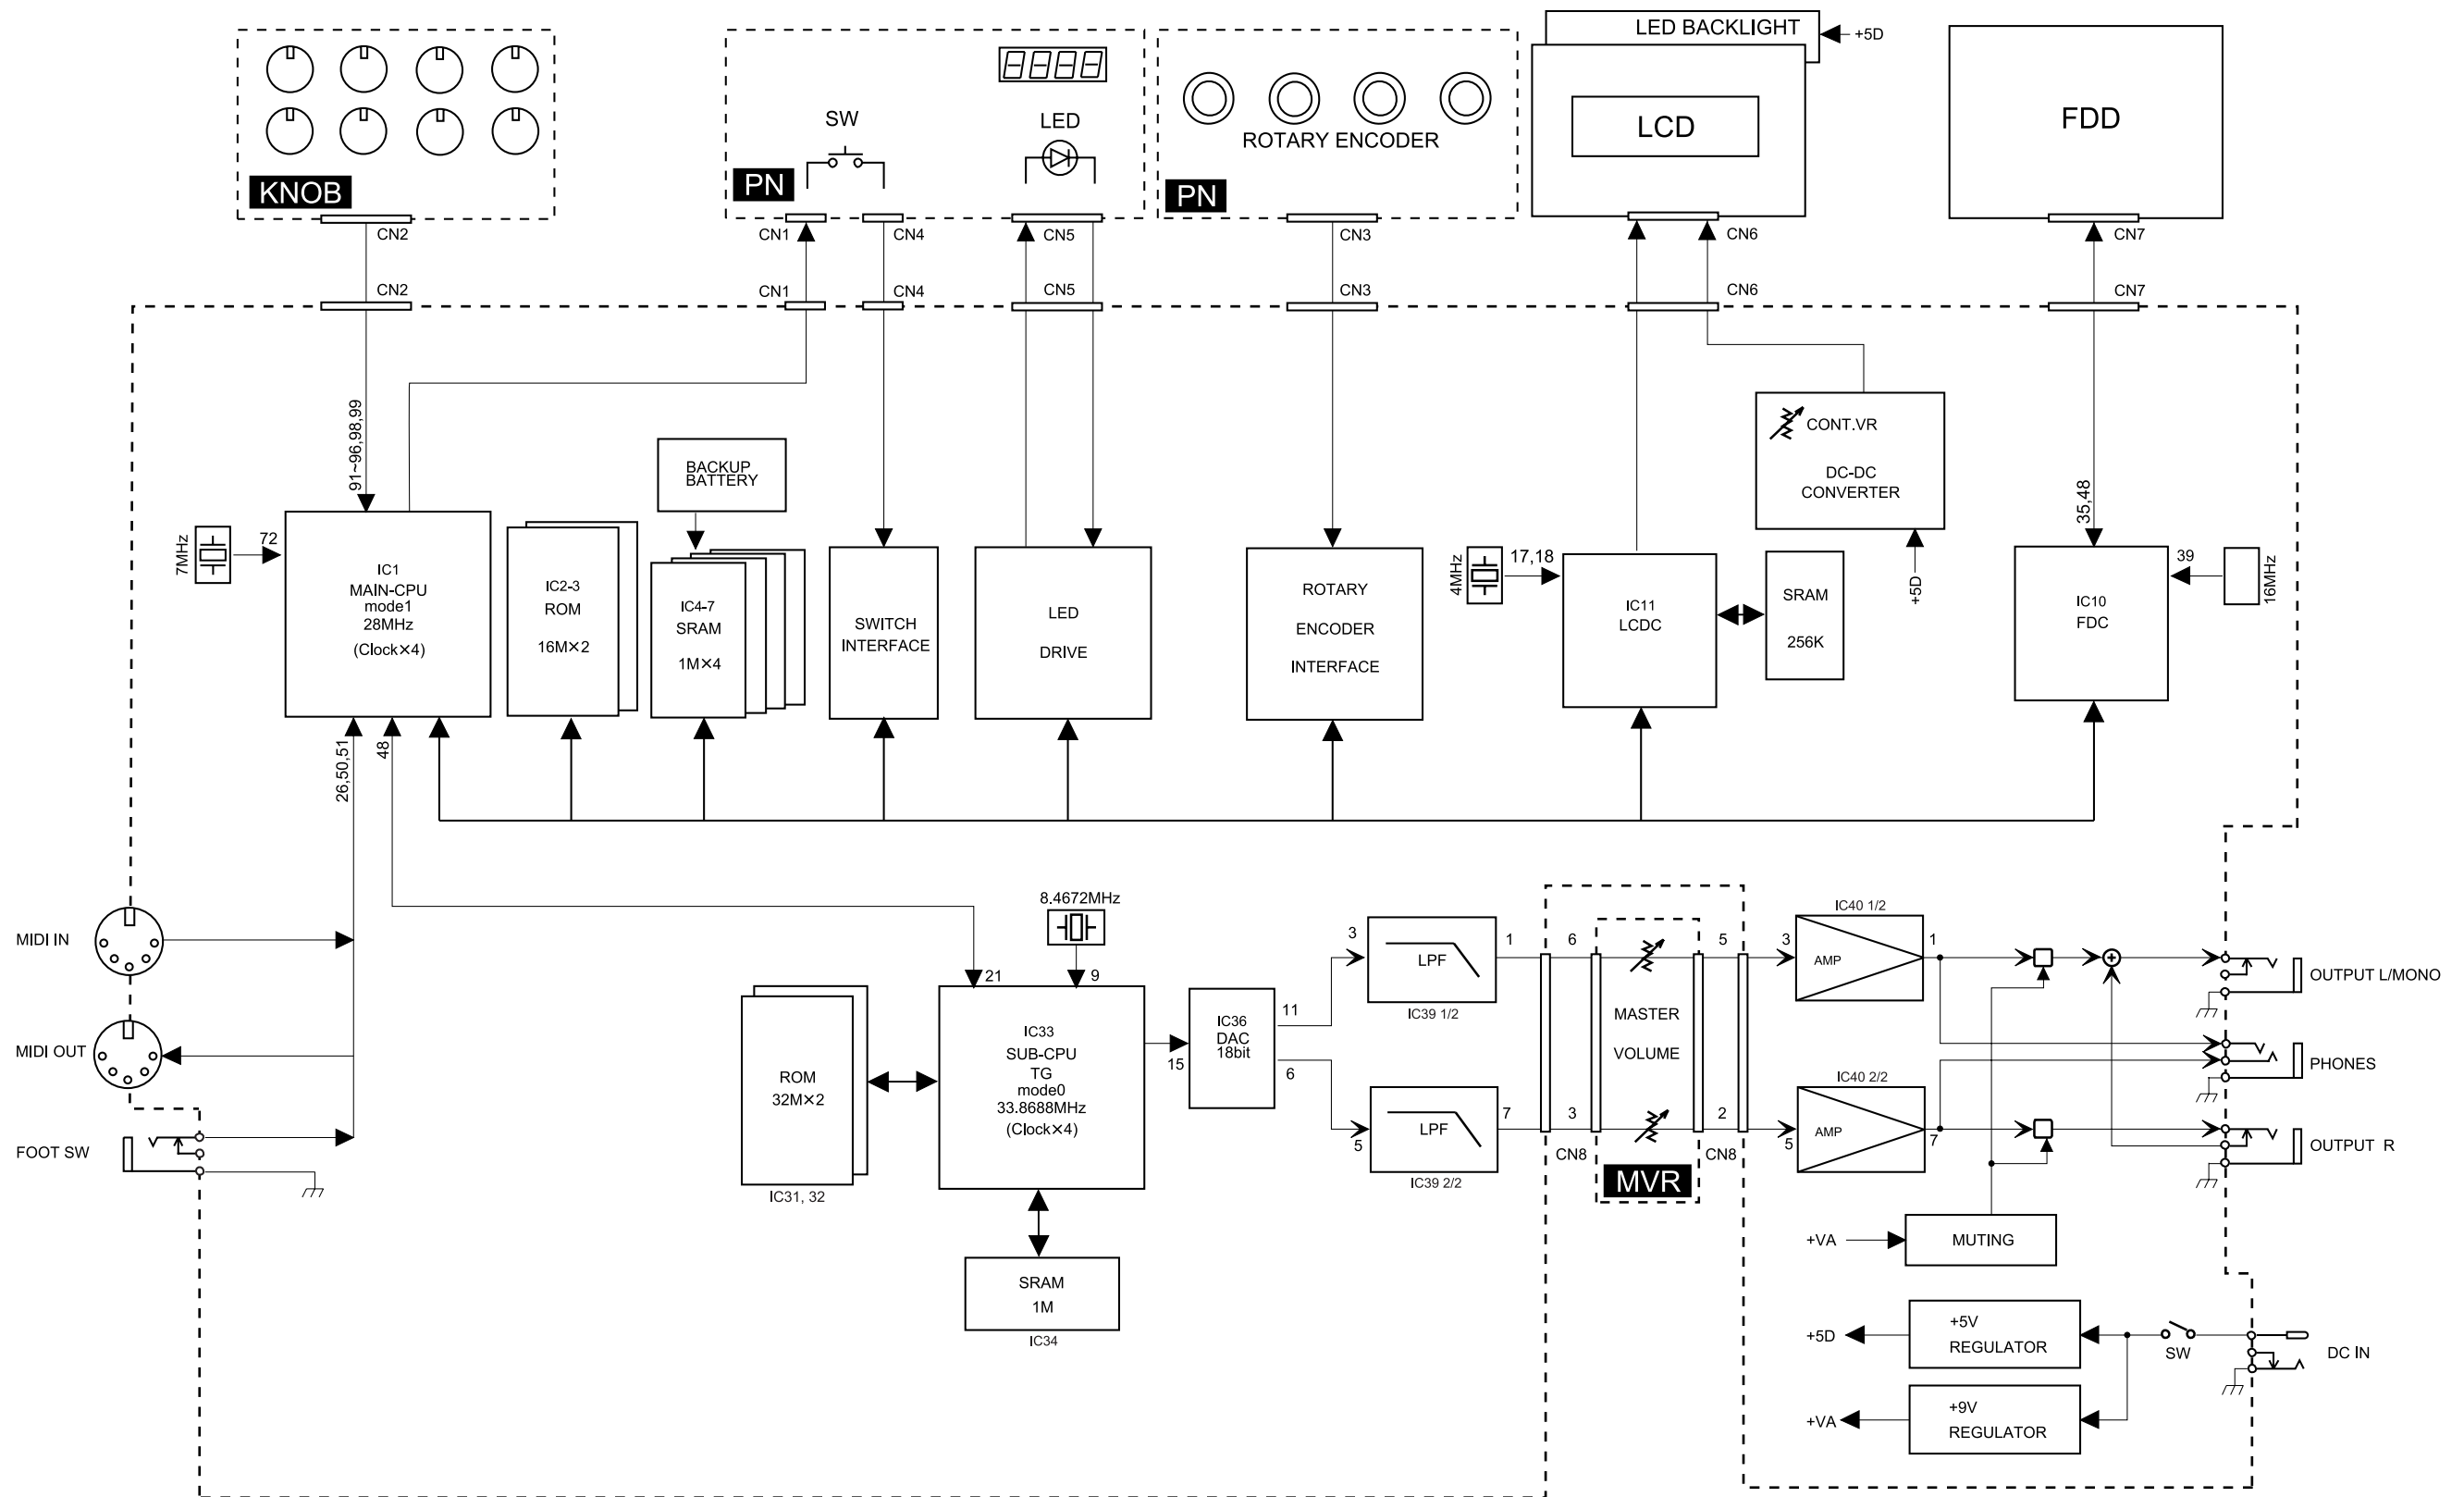 LED BACKLIGHT
+5D
SW
LED
ROTARY ENCODER
LCD
FDD
KNOB
PN
PN
CN2
CN1
CN4
CN5
CN3
CN6
CN7
CN2
CN1
CN4
CN5
CN3
CN6
CN7
91~96,98,99
BACKUP
BATTERY
CONT.VR
DC-DC
CONVERTER
+5D
35,48
7MHz
72
IC1
MAIN-CPU
mode1
28MHz
(Clock×4)
IC2-3
ROM
16M×2
IC4-7
SRAM
1M×4
SWITCH
INTERFACE
LED
DRIVE
ROTARY
ENCODER
INTERFACE
4MHz
17,18
IC11
LCDC
SRAM
256K
IC10
FDC
39
16MHz
26,50,51
48
MIDI IN
MIDI OUT
FOOT SW
8.4672MHz
21
9
ROM
32M×2
IC31, 32
IC33
SUB-CPU
TG
mode0
33.8688MHz
(Clock×4)
SRAM
1M
IC34
15
IC36
DAC
18bit
11
6
3
LPF
IC39 1/2
1
5
LPF
IC39 2/2
7
6
3
CN8
MASTER
VOLUME
MVR
5
2
CN8
IC40 1/2
3
AMP
1
IC40 2/2
5
AMP
7
OUTPUT L/MONO
PHONES
OUTPUT R
+VA
MUTING
+5D
+5V
REGULATOR
SW
DC IN
+VA
+9V
REGULATOR